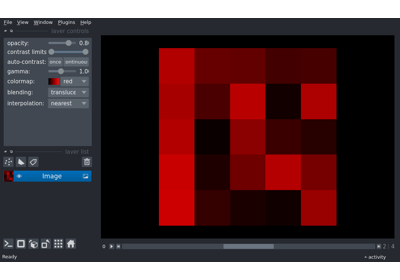 File View Window Plugins Help
layer controls
opacity: 0.8
contrast limits
auto-contrast: once continuous
gamma: 1.0
colormap: red
blending: translucent
interpolation: nearest
layer list
Image
2 4
Ready activity